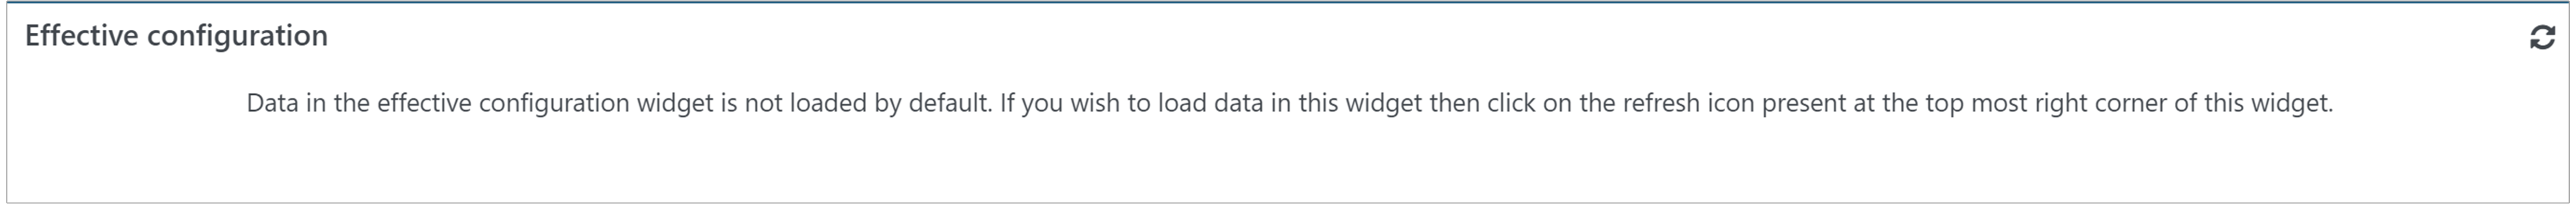 Effective configuration
Data in the effective configuration widget is not loaded by default. If you wish to load data in this widget then click on the refresh icon present at the top most right corner of this widget.